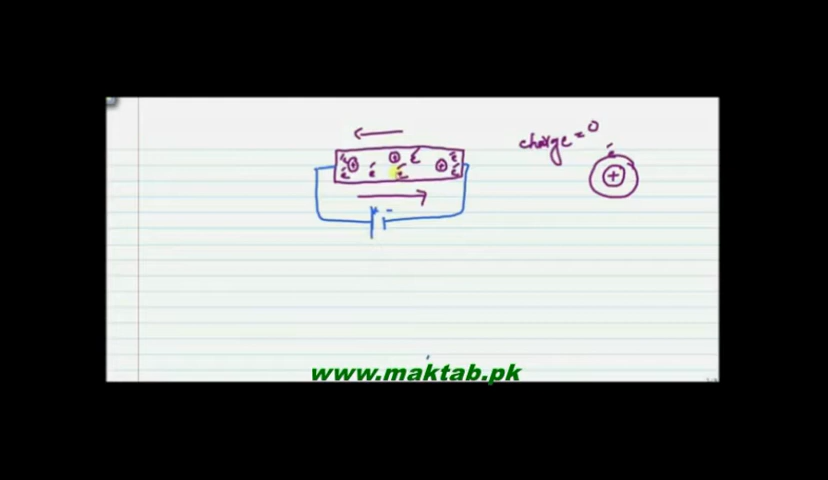 charge = 0
e⁻
+
+ + +
e⁻ e⁻ e⁻ e⁻ e⁻ e⁻ e⁻
+ -
www.maktab.pk